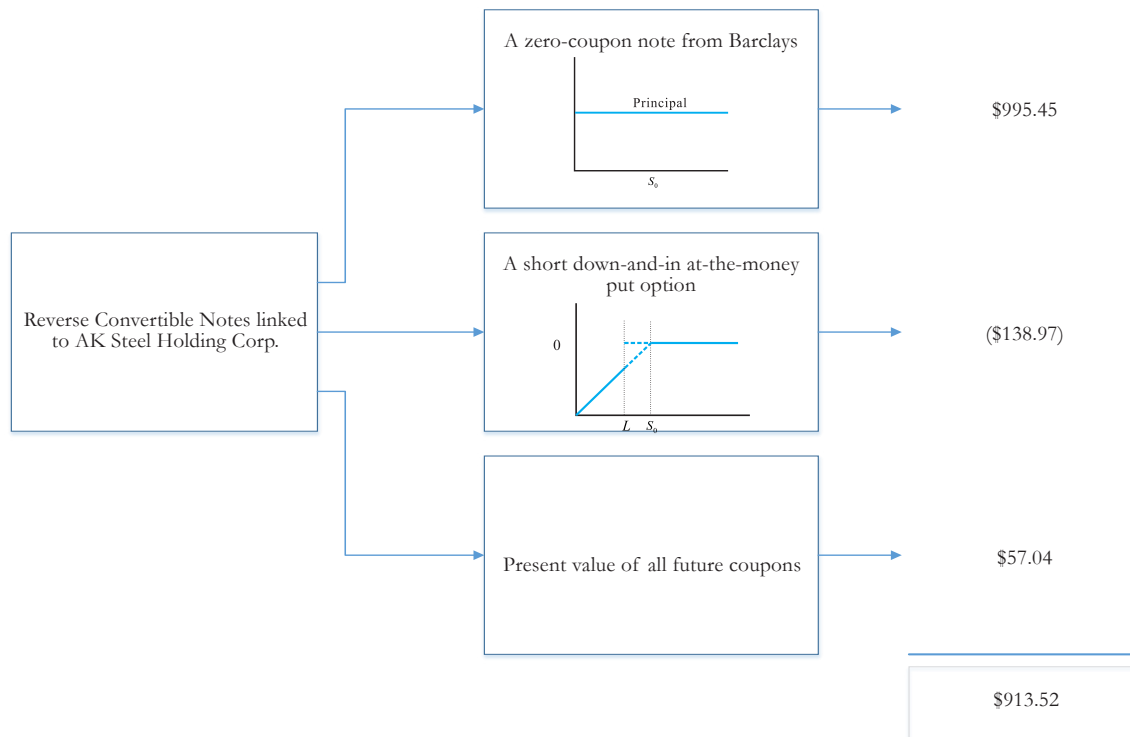 A zero-coupon note from Barclays
Principal
S₀
$995.45
Reverse Convertible Notes linked
to AK Steel Holding Corp.
A short down-and-in at-the-money
put option
0
L S₀
($138.97)
Present value of all future coupons
$57.04
$913.52